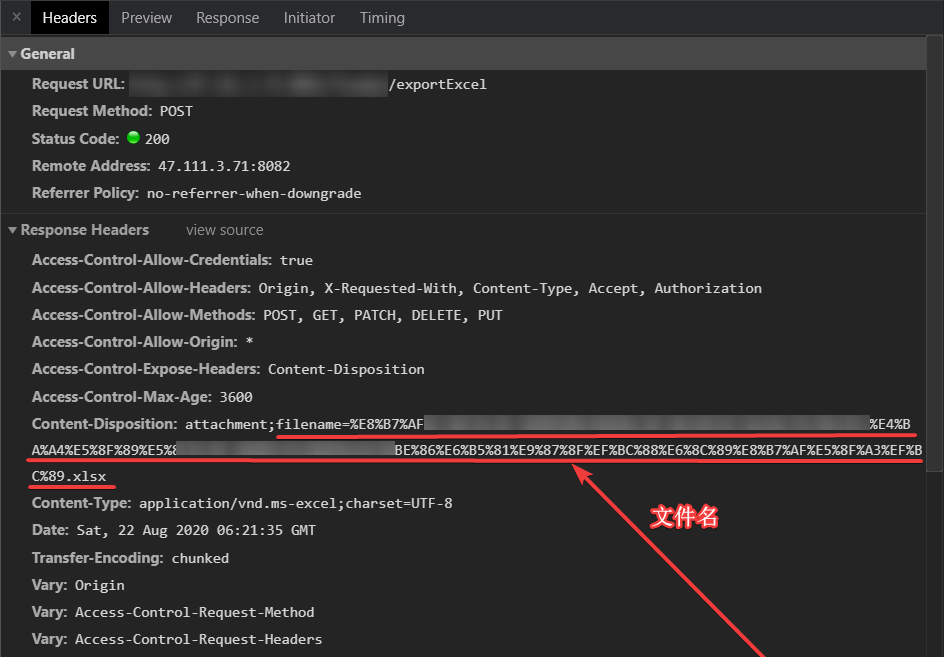 × Headers Preview Response Initiator Timing
General
Request URL: /exportExcel
Request Method: POST
Status Code: 200
Remote Address: 47.111.3.71:8082
Referrer Policy: no-referrer-when-downgrade
Response Headers view source
Access-Control-Allow-Credentials: true
Access-Control-Allow-Headers: Origin, X-Requested-With, Content-Type, Accept, Authorization
Access-Control-Allow-Methods: POST, GET, PATCH, DELETE, PUT
Access-Control-Allow-Origin: *
Access-Control-Expose-Headers: Content-Disposition
Access-Control-Max-Age: 3600
Content-Disposition: attachment;filename=%E8%B7%AF %E4%B
A%A4%E5%8F%89%E5%8 BE%86%E6%B5%81%E9%87%8F%EF%BC%88%E6%8C%89%E8%B7%AF%E5%8F%A3%EF%B
C%89.xlsx
Content-Type: application/vnd.ms-excel;charset=UTF-8
文件名
Date: Sat, 22 Aug 2020 06:21:35 GMT
Transfer-Encoding: chunked
Vary: Origin
Vary: Access-Control-Request-Method
Vary: Access-Control-Request-Headers